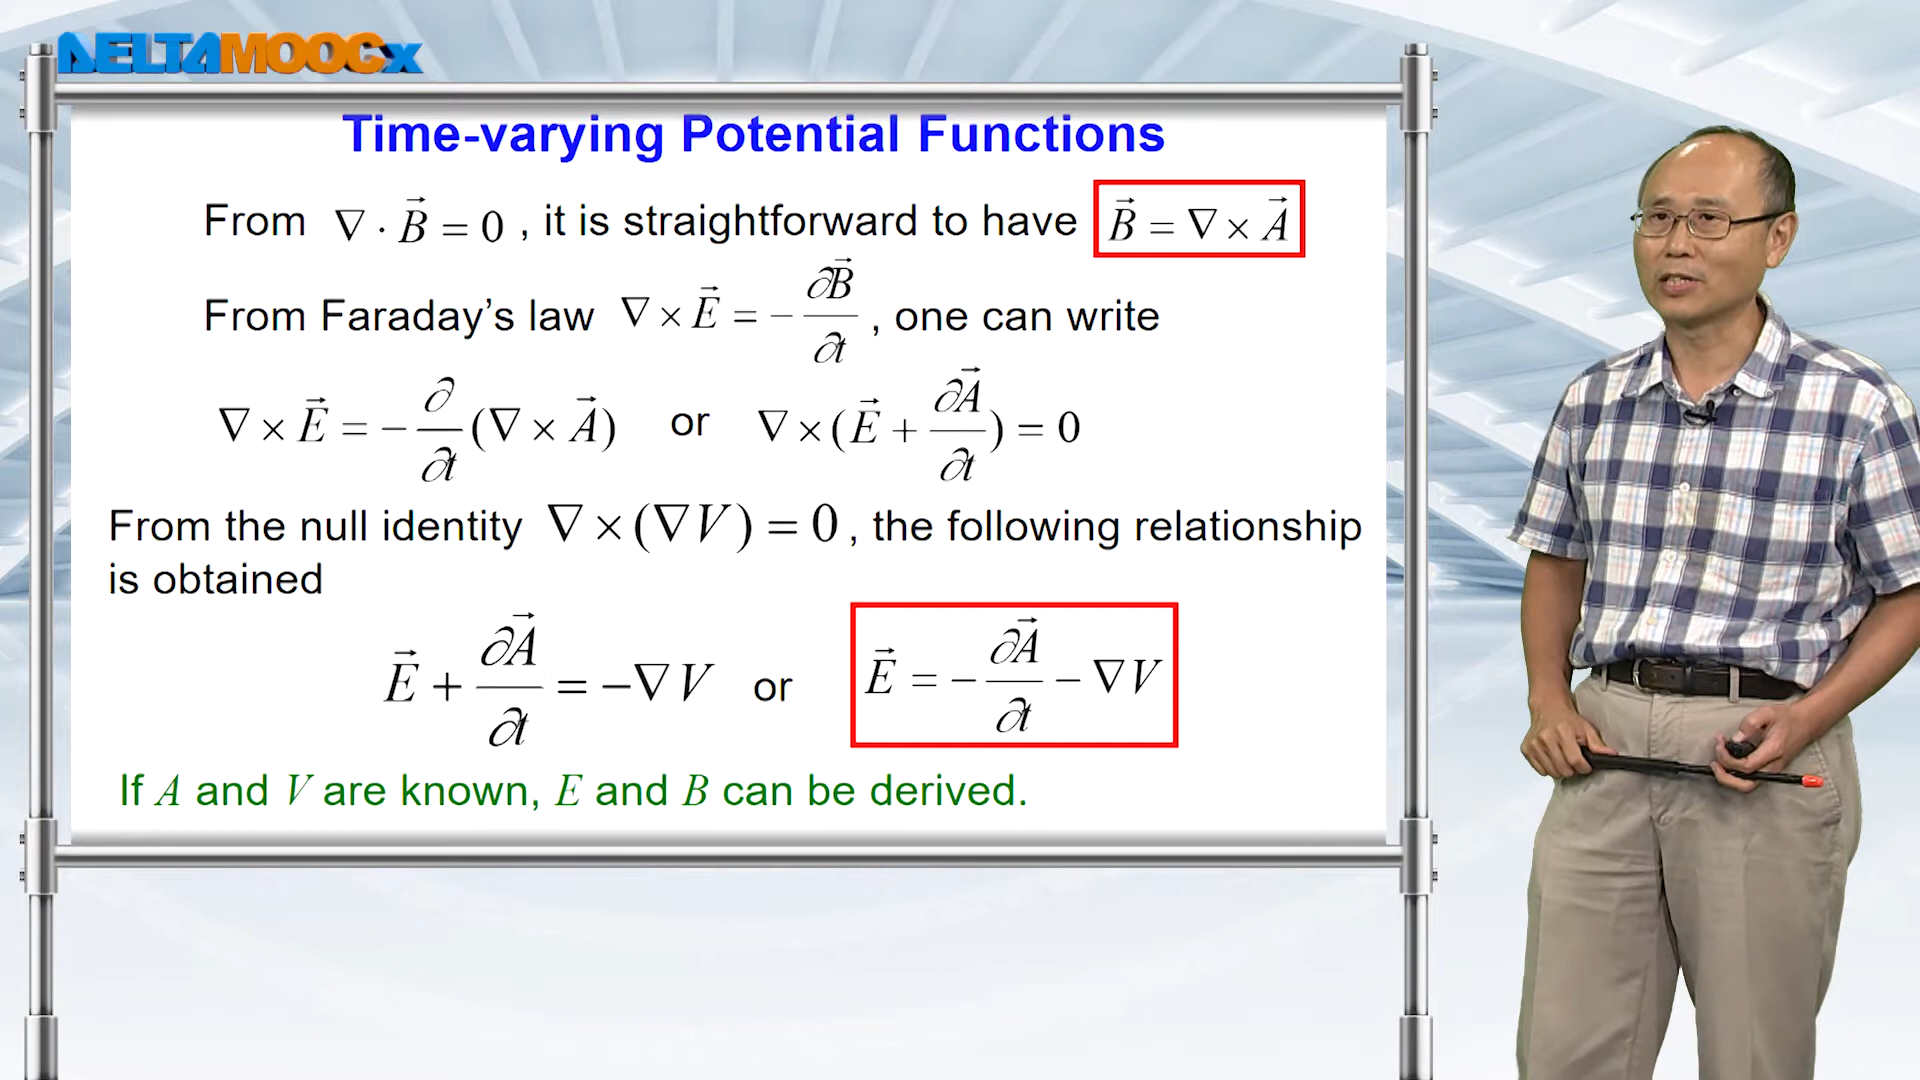 DELTAMOOCx
Time-varying Potential Functions
From ∇ · B⃗ = 0 , it is straightforward to have B⃗ = ∇ × A⃗
From Faraday’s law ∇ × E⃗ = − ∂B⃗/∂t , one can write
∇ × E⃗ = − ∂/∂t (∇ × A⃗) or ∇ × (E⃗ + ∂A⃗/∂t) = 0
From the null identity ∇ × (∇V) = 0 , the following relationship
is obtained
E⃗ + ∂A⃗/∂t = −∇V or E⃗ = − ∂A⃗/∂t − ∇V
If A and V are known, E and B can be derived.